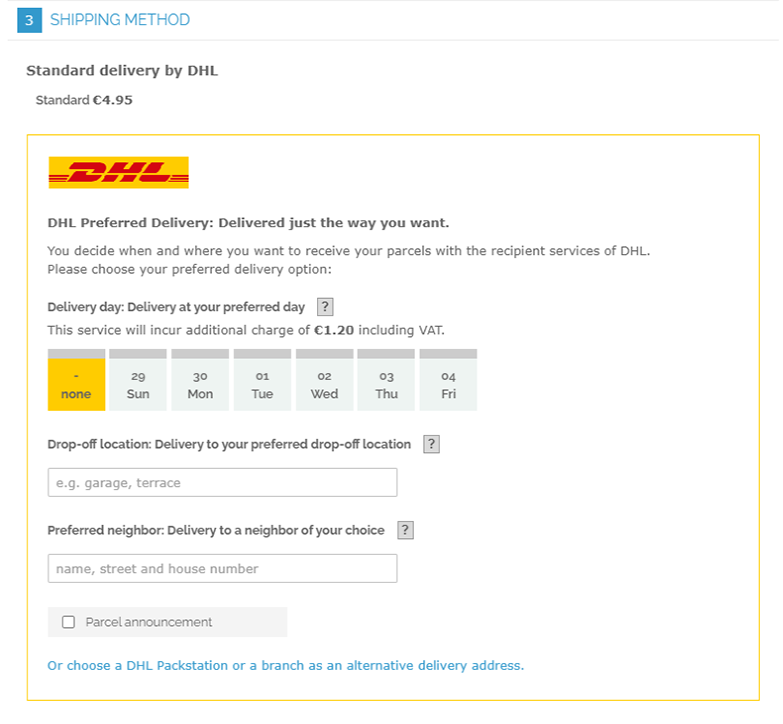 3 SHIPPING METHOD
Standard delivery by DHL
Standard €4.95
DHL
DHL Preferred Delivery: Delivered just the way you want.
You decide when and where you want to receive your parcels with the recipient services of DHL.
Please choose your preferred delivery option:
Delivery day: Delivery at your preferred day ?
This service will incur additional charge of €1.20 including VAT.
- 29 30 01 02 03 04
none Sun Mon Tue Wed Thu Fri
Drop-off location: Delivery to your preferred drop-off location ?
e.g. garage, terrace
Preferred neighbor: Delivery to a neighbor of your choice ?
name, street and house number
Parcel announcement
Or choose a DHL Packstation or a branch as an alternative delivery address.